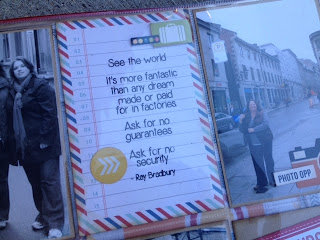 See the world
It's more fantastic
than any dream
made or paid
for in factories
Ask for no
guarantees
Ask for no
security
- Ray Bradbury
PHOTO OPP